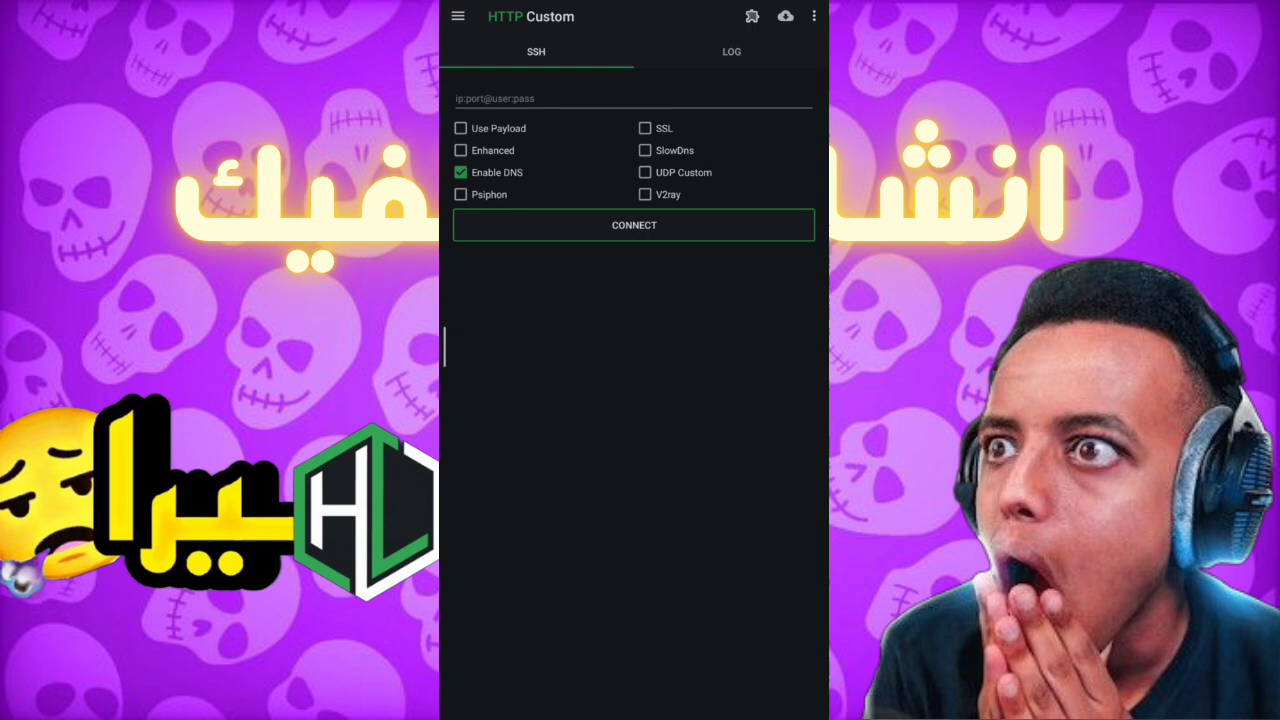 HTTP Custom
SSH LOG
ip:port@user:pass
Use Payload SSL
Enhanced SlowDns
Enable DNS UDP Custom
Psiphon V2ray
CONNECT
انشا
فيك
يرا